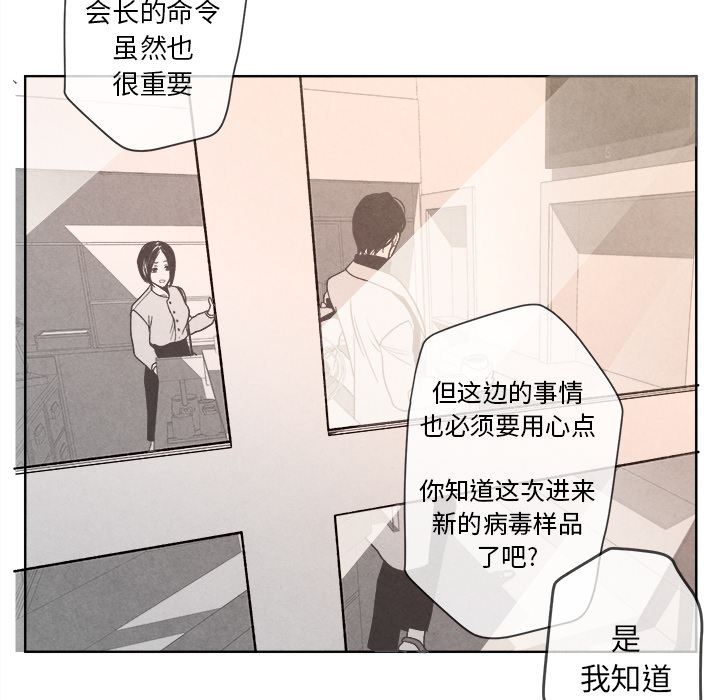 会长的命令
虽然也
很重要
但这边的事情
也必须要用心点
你知道这次进来
新的病毒样品
了吧?
是
我知道